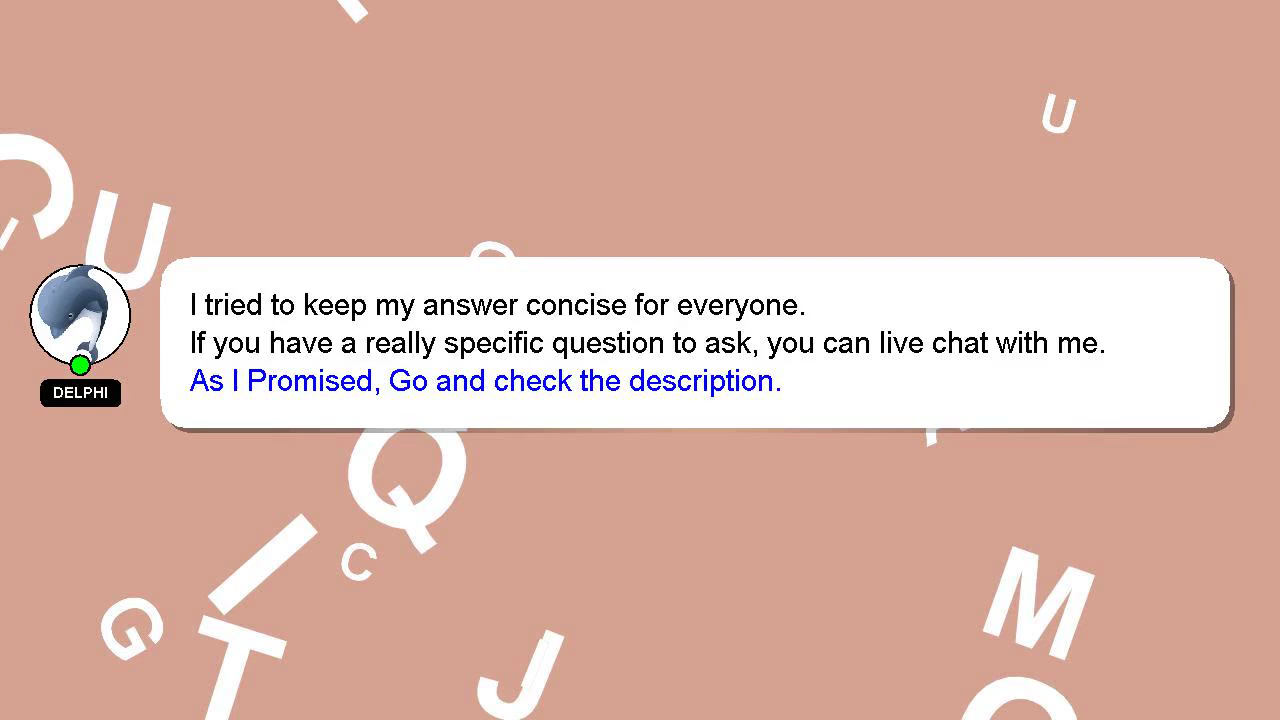 U
U
I tried to keep my answer concise for everyone.
If you have a really specific question to ask, you can live chat with me.
As I Promised, Go and check the description.
DELPHI
Q
I
C
G
T
J
M